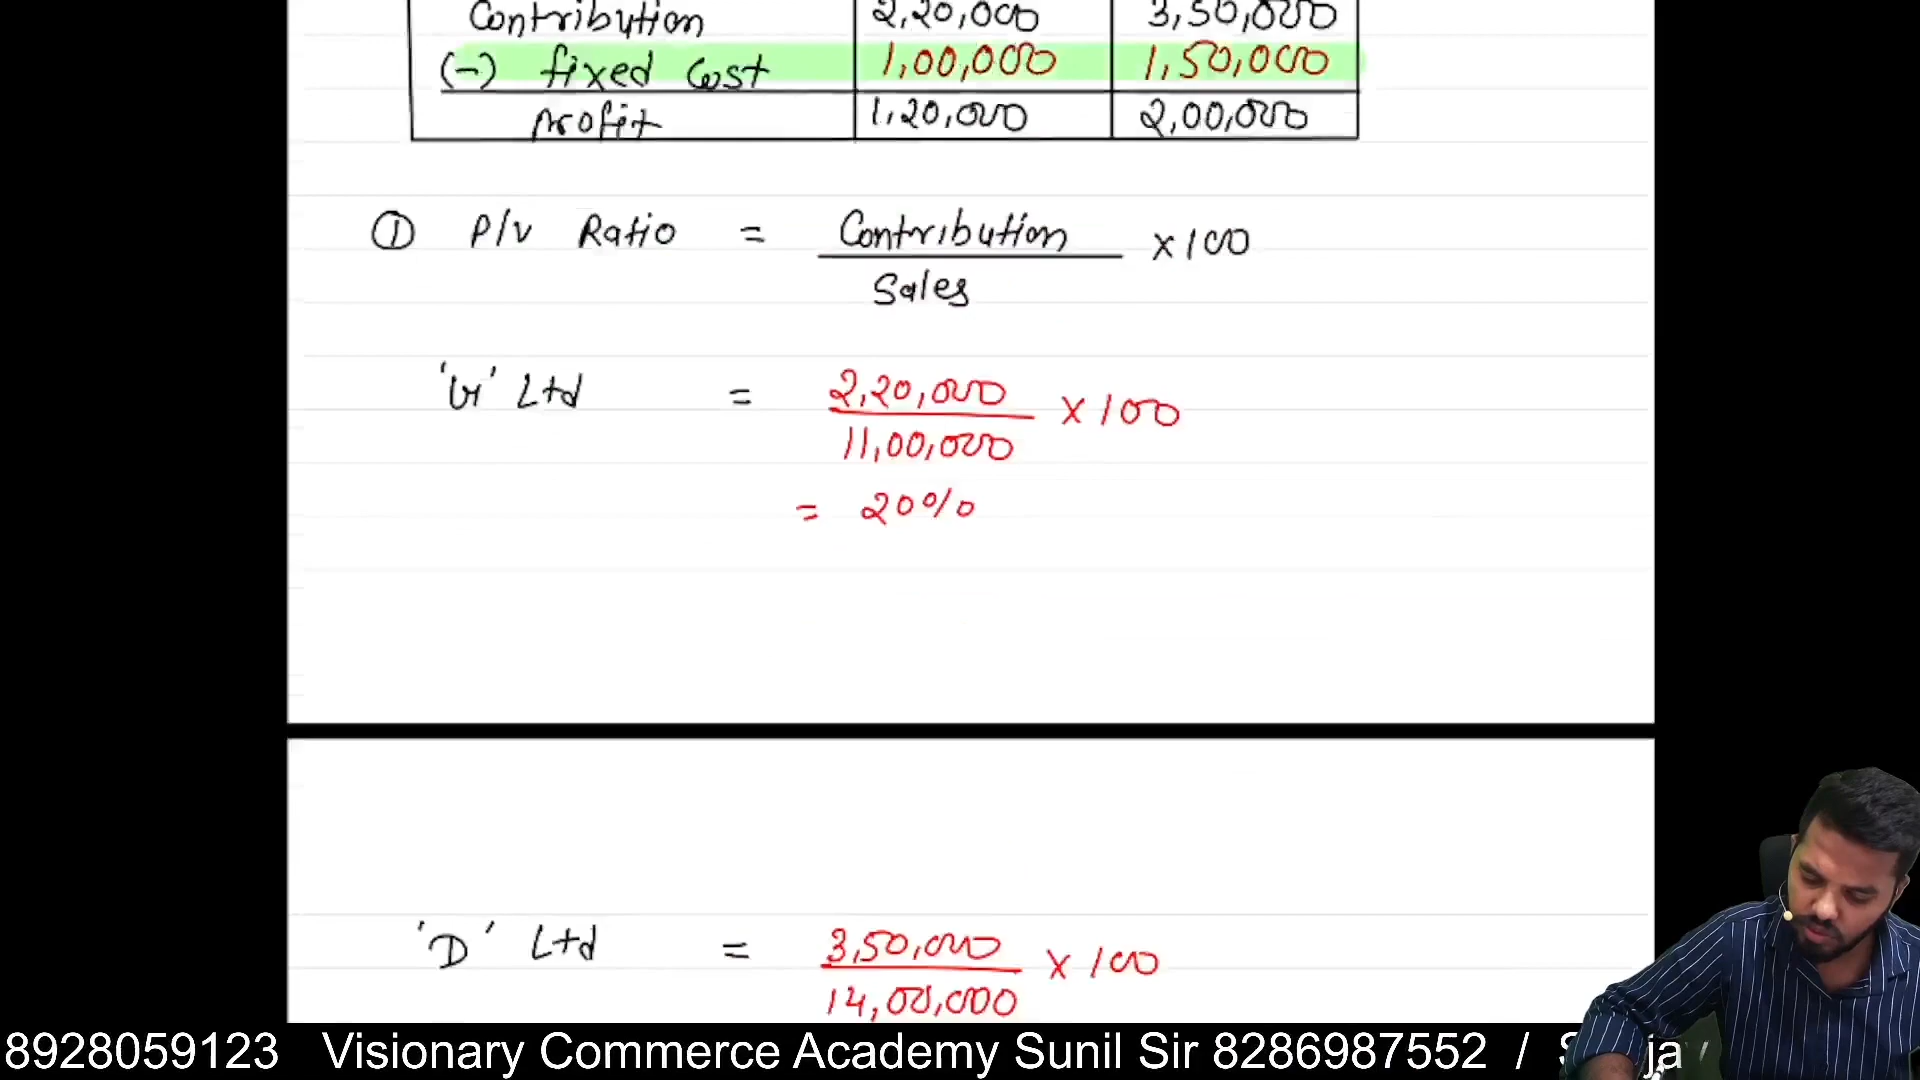 Contribution 2,20,000 3,50,000
(-) fixed Cost 1,00,000 1,50,000
profit 1,20,000 2,00,000
① P/V Ratio = Contribution × 100
Sales
Ltd = 2,20,000 × 100
11,00,000
= 20%
'D' Ltd = 3,50,000 × 100
14,00,000
8928059123 Visionary Commerce Academy Sunil Sir 8286987552 /